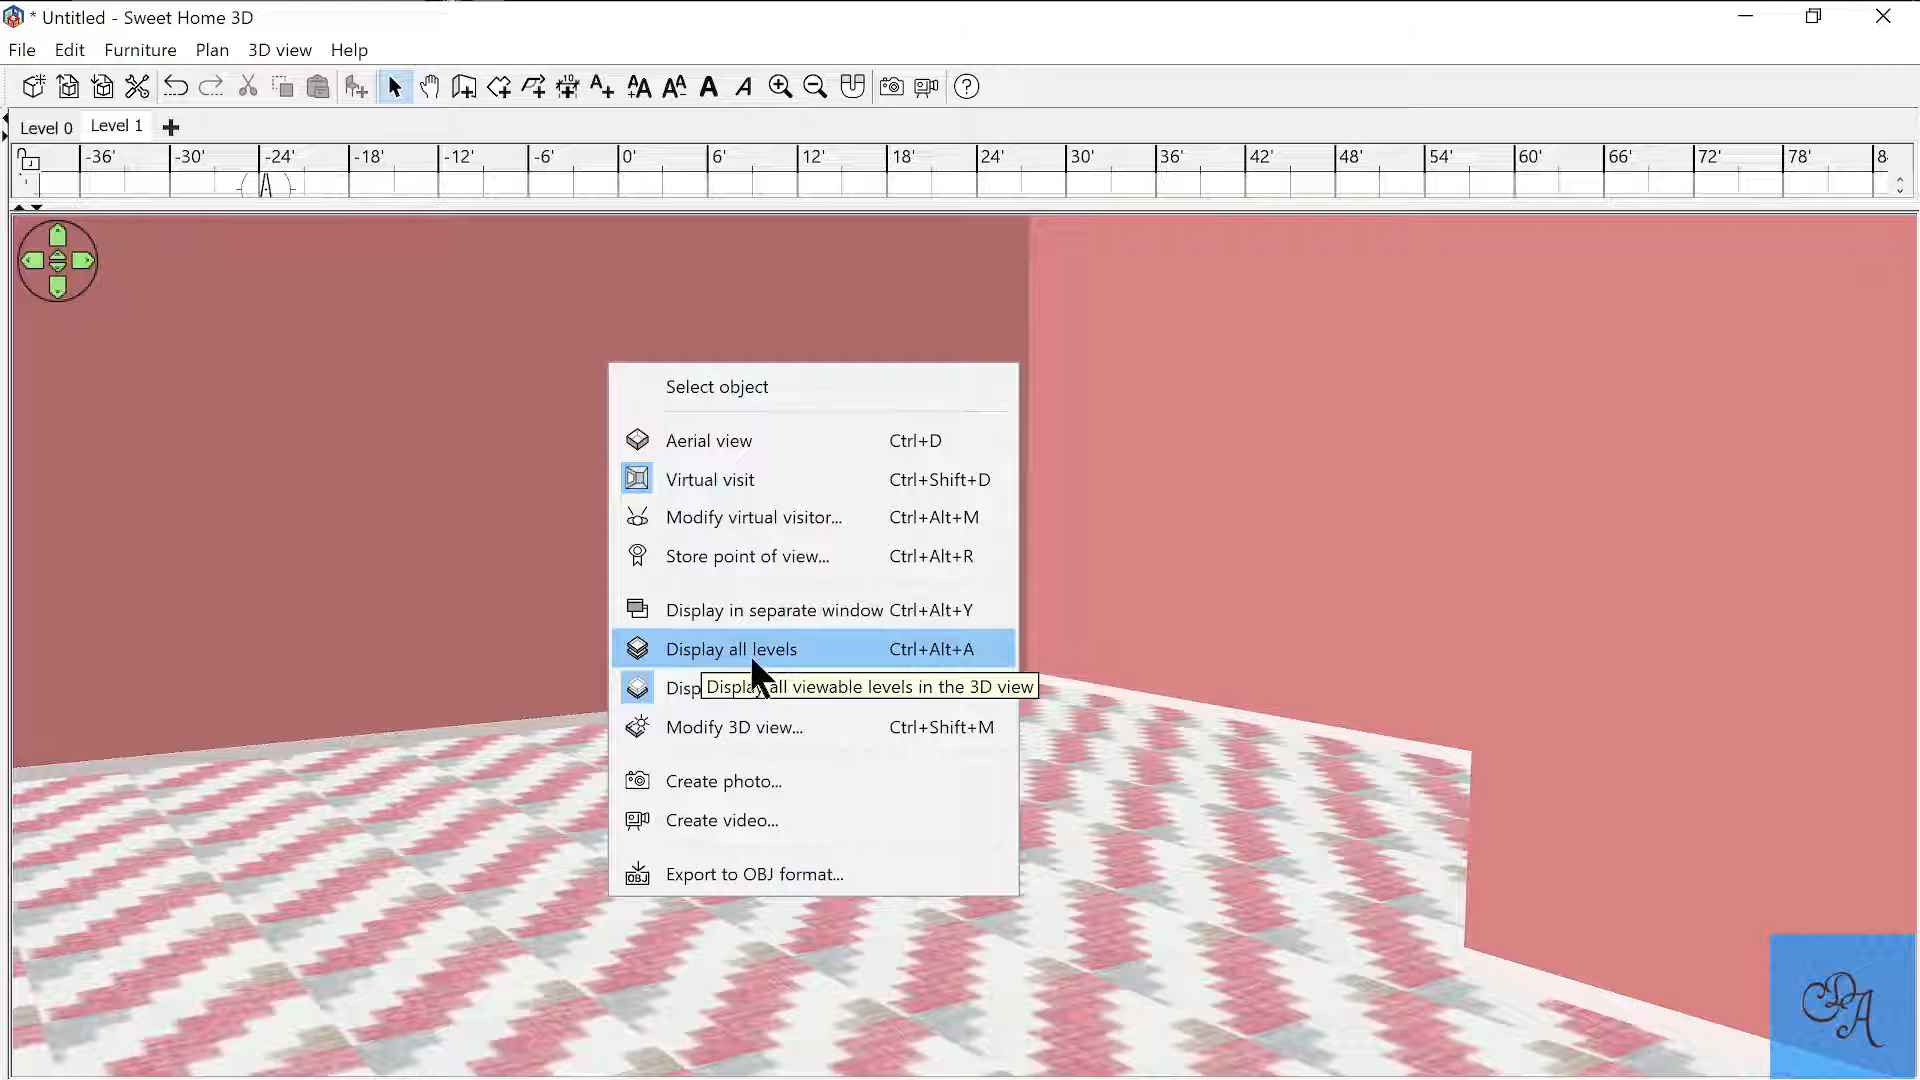 * Untitled - Sweet Home 3D
File Edit Furniture Plan 3D view Help
Level 0 Level 1
-36' -30' -24' -18' -12' -6' 0' 6' 12' 18' 24' 30' 36' 42' 48' 54' 60' 66' 72' 78' 8
Select object
Aerial view Ctrl+D
Virtual visit Ctrl+Shift+D
Modify virtual visitor... Ctrl+Alt+M
Store point of view... Ctrl+Alt+R
Display in separate window Ctrl+Alt+Y
Display all levels Ctrl+Alt+A
Disp
Display all viewable levels in the 3D view
Modify 3D view... Ctrl+Shift+M
Create photo...
Create video...
OBJ Export to OBJ format...